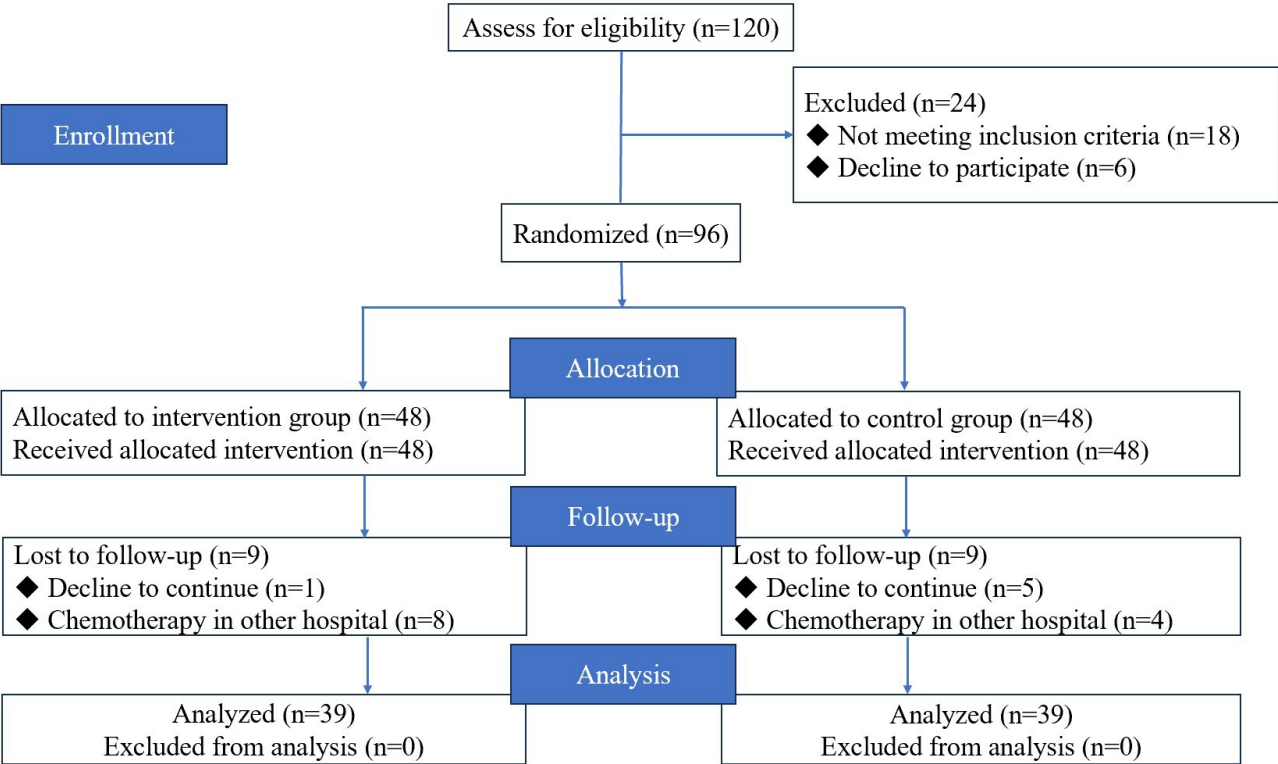 Assess for eligibility (n=120)
Enrollment
Excluded (n=24)
◆ Not meeting inclusion criteria (n=18)
◆ Decline to participate (n=6)
Randomized (n=96)
Allocation
Allocated to intervention group (n=48)
Received allocated intervention (n=48)
Allocated to control group (n=48)
Received allocated intervention (n=48)
Follow-up
Lost to follow-up (n=9)
◆ Decline to continue (n=1)
◆ Chemotherapy in other hospital (n=8)
Lost to follow-up (n=9)
◆ Decline to continue (n=5)
◆ Chemotherapy in other hospital (n=4)
Analysis
Analyzed (n=39)
Excluded from analysis (n=0)
Analyzed (n=39)
Excluded from analysis (n=0)